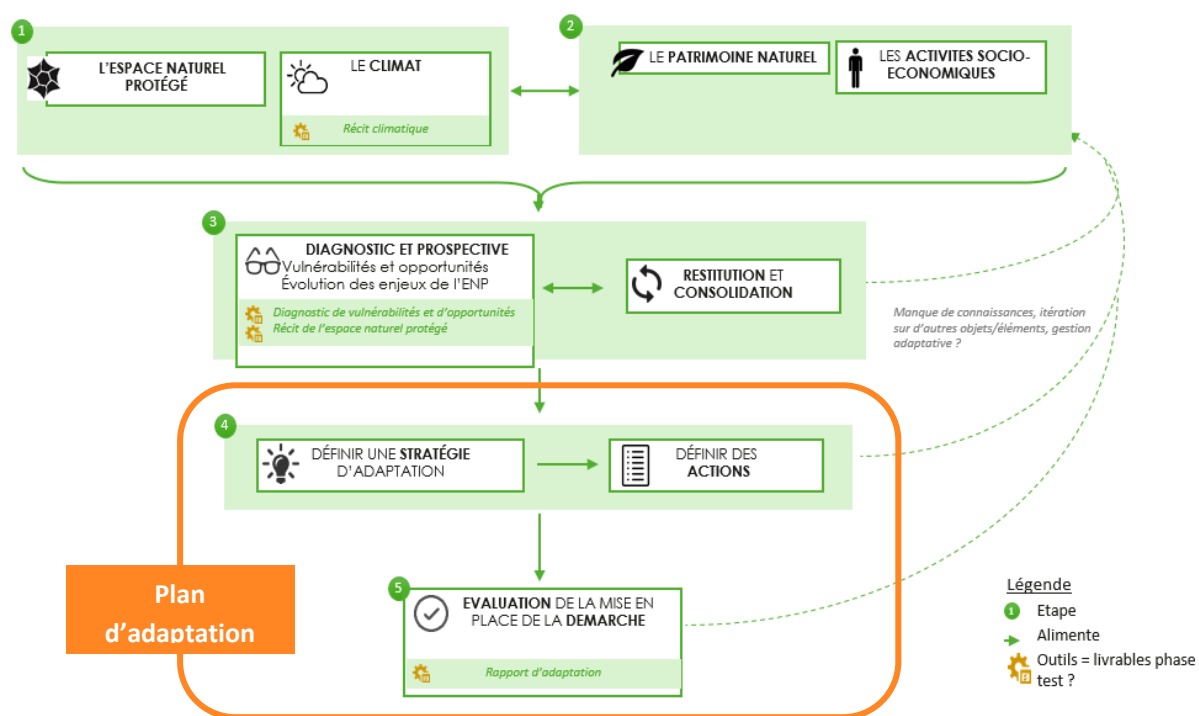 1
L'ESPACE NATUREL
PROTÉGÉ
LE CLIMAT
Récit climatique
2
LE PATRIMOINE NATUREL
LES ACTIVITES SOCIO-
ECONOMIQUES
3
DIAGNOSTIC ET PROSPECTIVE
Vulnérabilités et opportunités
Évolution des enjeux de l'ENP
Diagnostic de vulnérabilités et d'opportunités
Récit de l'espace naturel protégé
RESTITUTION ET
CONSOLIDATION
Manque de connaissances, itération
sur d'autres objets/éléments, gestion
adaptative ?
4
DÉFINIR UNE STRATÉGIE
D'ADAPTATION
DÉFINIR DES
ACTIONS
Plan
d'adaptation
5
EVALUATION DE LA MISE EN
PLACE DE LA DEMARCHE
Rapport d'adaptation
Légende
1 Etape
Alimente
Outils = livrables phase
test ?